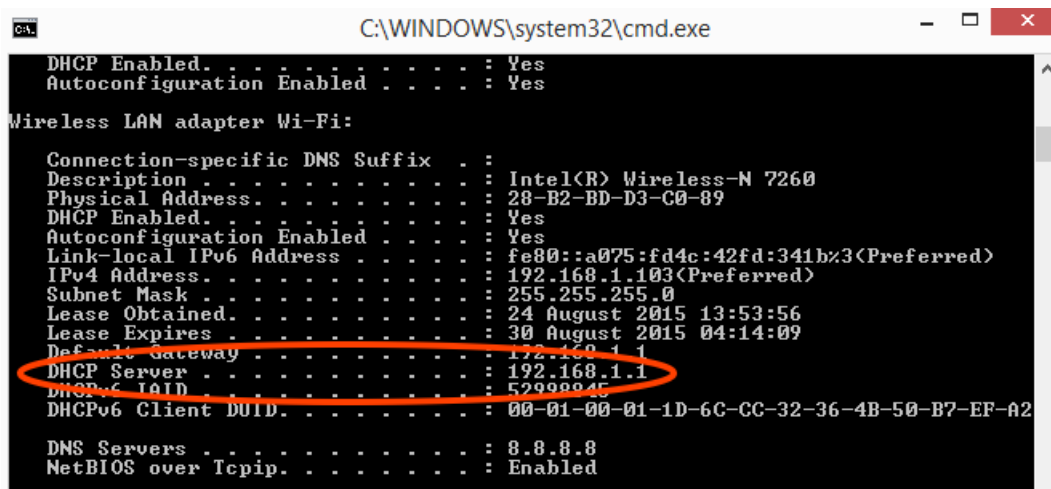 C:\WINDOWS\system32\cmd.exe
DHCP Enabled. . . . . . . . . . . : Yes
Autoconfiguration Enabled . . . . : Yes
Wireless LAN adapter Wi-Fi:
Connection-specific DNS Suffix  . :
Description . . . . . . . . . . . : Intel(R) Wireless-N 7260
Physical Address. . . . . . . . . : 28-B2-BD-D3-C0-89
DHCP Enabled. . . . . . . . . . . : Yes
Autoconfiguration Enabled . . . . : Yes
Link-local IPv6 Address . . . . . : fe80::a075:fd4c:42fd:341b%3(Preferred)
IPv4 Address. . . . . . . . . . . : 192.168.1.103(Preferred)
Subnet Mask . . . . . . . . . . . : 255.255.255.0
Lease Obtained. . . . . . . . . . : 24 August 2015 13:53:56
Lease Expires . . . . . . . . . . : 30 August 2015 04:14:09
Default Gateway . . . . . . . . . : 192.168.1.1
DHCP Server . . . . . . . . . . . : 192.168.1.1
DHCPv6 IAID . . . . . . . . . . . : 52998845
DHCPv6 Client DUID. . . . . . . . : 00-01-00-01-1D-6C-CC-32-36-4B-50-B7-EF-A2
DNS Servers . . . . . . . . . . . : 8.8.8.8
NetBIOS over Tcpip. . . . . . . . : Enabled